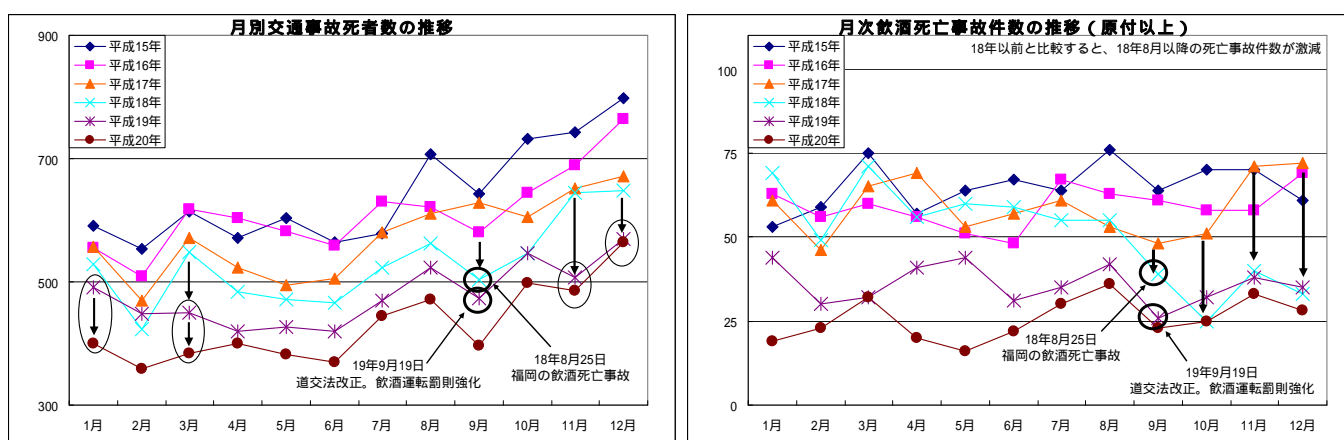 月別交通事故死者数の推移
900
700
500
300
平成15年
平成16年
平成17年
平成18年
平成19年
平成20年
19年9月19日
道交法改正。飲酒運転罰則強化
18年8月25日
福岡の飲酒死亡事故
1月 2月 3月 4月 5月 6月 7月 8月 9月 10月 11月 12月
月次飲酒死亡事故件数の推移（原付以上）
18年以前と比較すると、18年8月以降の死亡事故件数が激減
100
75
50
25
0
平成15年
平成16年
平成17年
平成18年
平成19年
平成20年
18年8月25日
福岡の飲酒死亡事故
19年9月19日
道交法改正。飲酒運転罰則強化
1月 2月 3月 4月 5月 6月 7月 8月 9月 10月 11月 12月